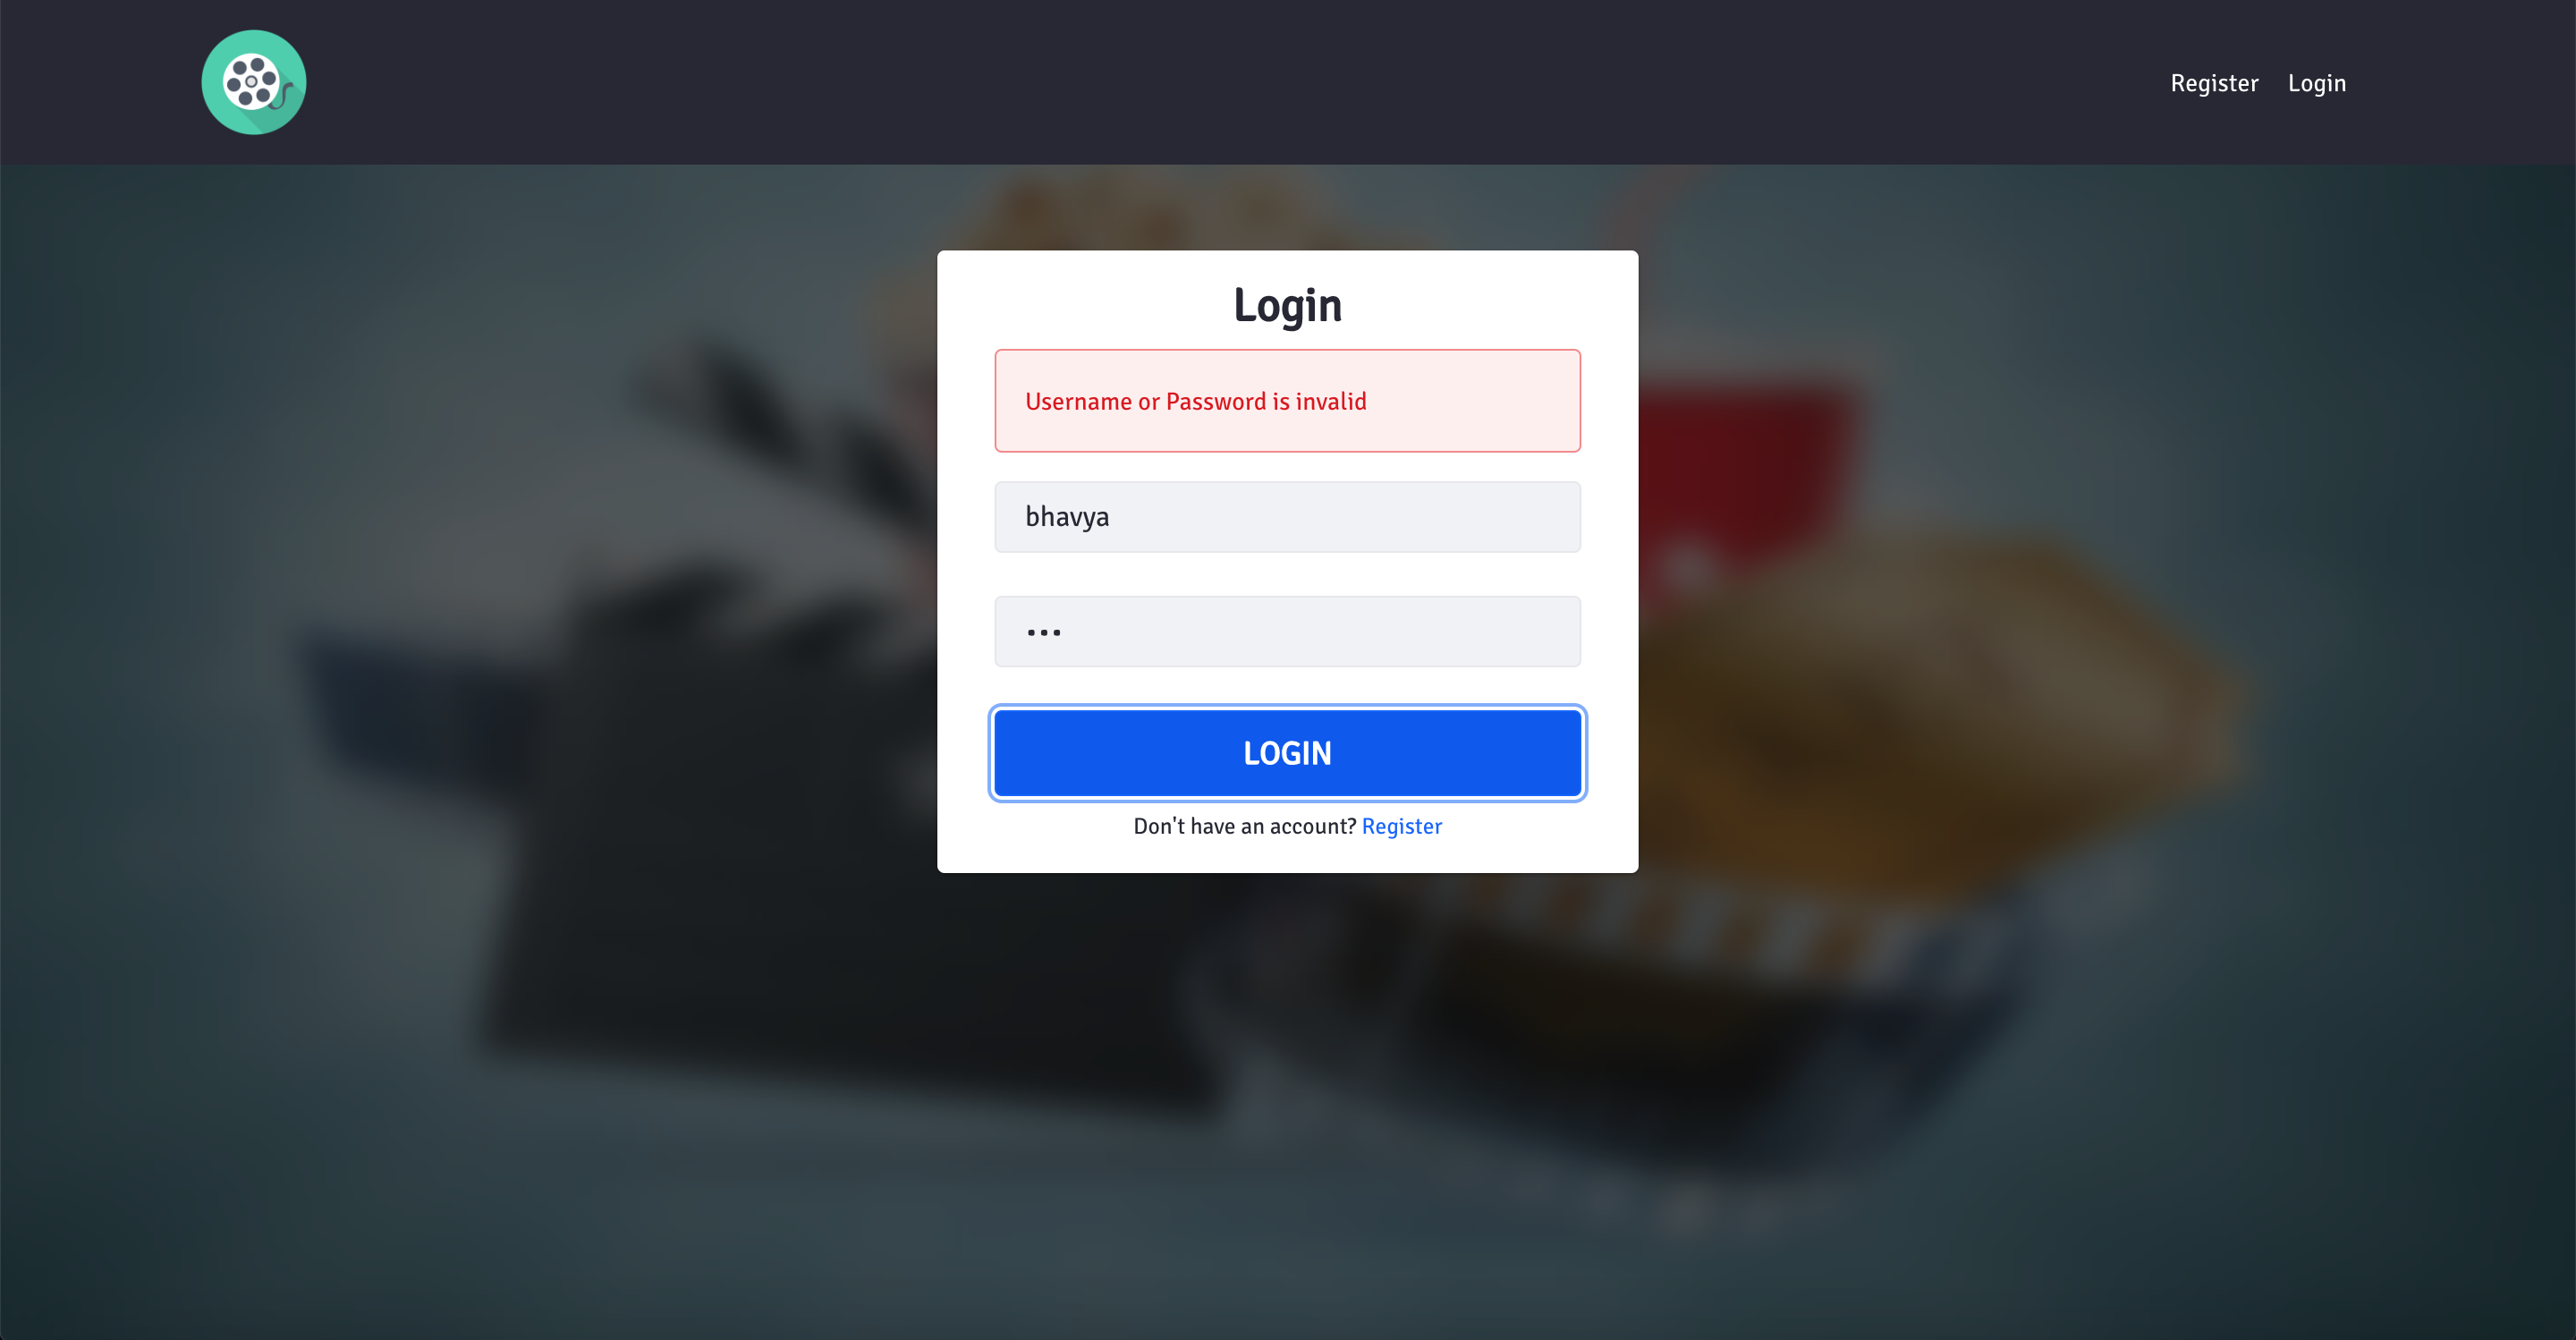 Register Login
Login
Username or Password is invalid
bhavya
•••
LOGIN
Don't have an account? Register